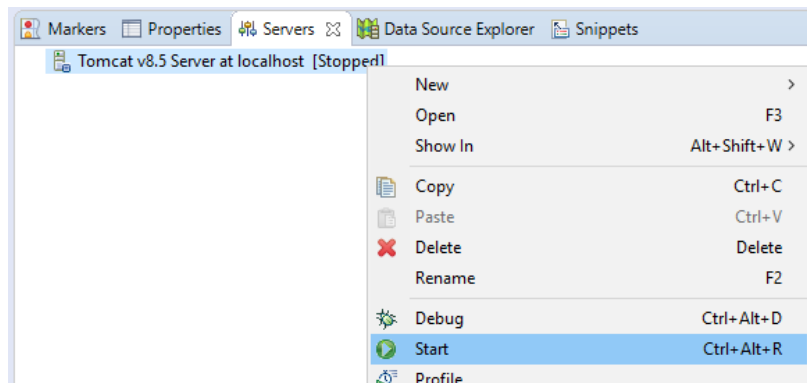 Markers Properties Servers Data Source Explorer Snippets
Tomcat v8.5 Server at localhost [Stopped]
New >
Open F3
Show In Alt+Shift+W >
Copy Ctrl+C
Paste Ctrl+V
Delete Delete
Rename F2
Debug Ctrl+Alt+D
Start Ctrl+Alt+R
Profile